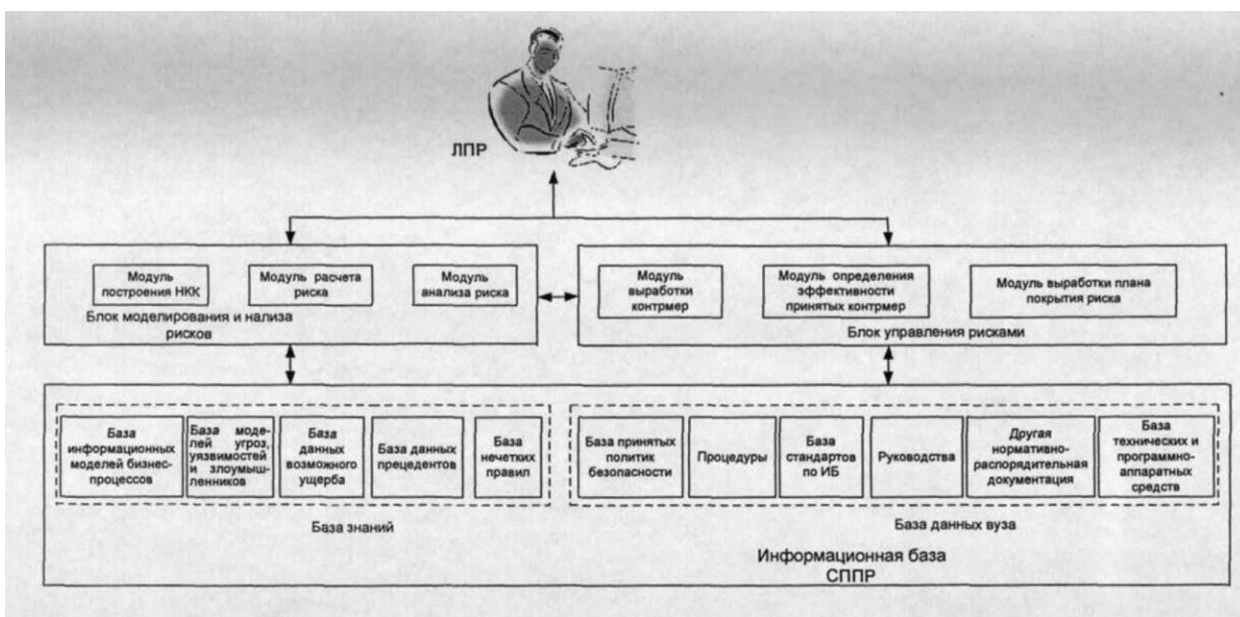 ЛПР
Модуль
построения НКК
Модуль расчета
риска
Модуль
анализа риска
Блок моделирования и нализа
рисков
Модуль
выработки
контрмер
Модуль определения
эффективности
принятых контрмер
Модуль выработки плана
покрытия риска
Блок управления рисками
База
информационных
моделей бизнес-
процессов
База моде-
лей угроз,
уязвимостей
и злоумыш-
ленников
База
данных
возможного
ущерба
База данных
прецедентов
База
нечетких
правил
База знаний
База принятых
политик
безопасности
Процедуры
База
стандартов
по ИБ
Руководства
Другая
нормативно-
распорядительная
документация
База
технических и
программно-
аппаратных
средств
База данных вуза
Информационная база
СППР